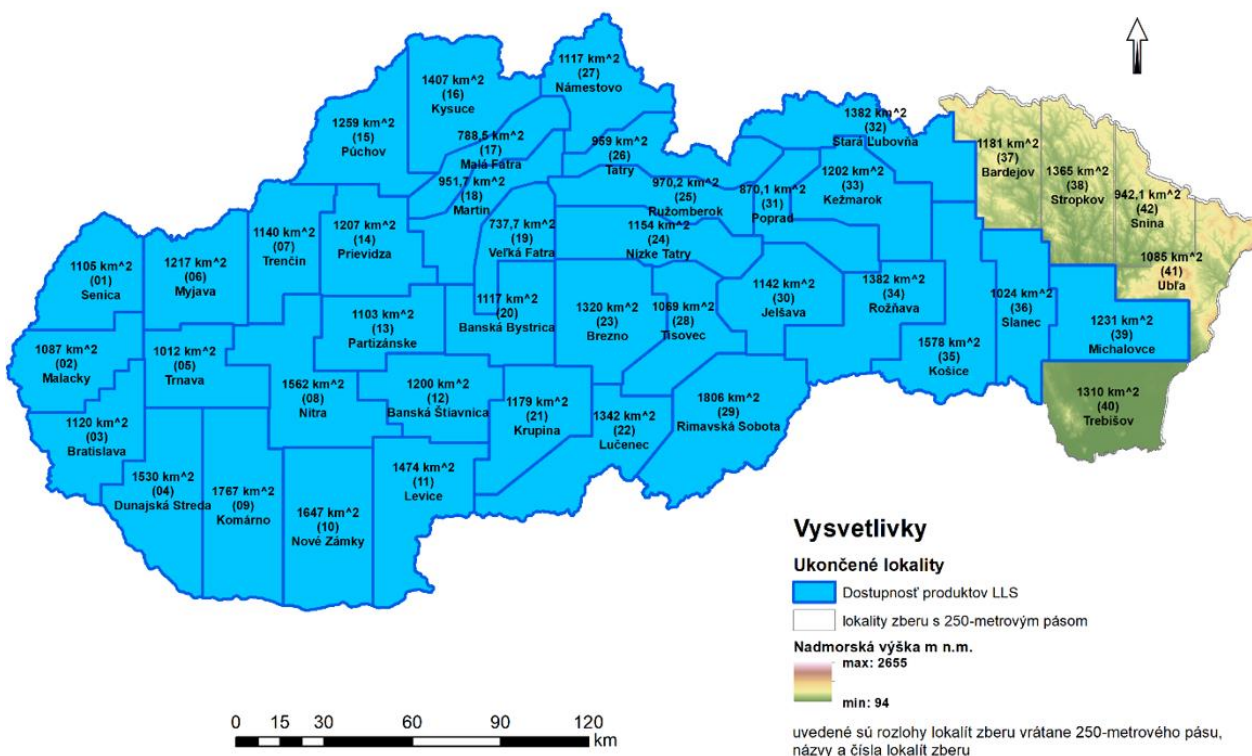 1117 km^2
(27)
Námestovo
1407 km^2
(16)
Kysuce
1259 km^2
(15)
Púchov
788,5 km^2
(17)
Malá Fatra
959 km^2
(26)
Tatry
1382 km^2
(32)
Stará Ľubovňa
1181 km^2
(37)
Bardejov
1365 km^2
(38)
Stropkov
942,1 km^2
(42)
Snina
951,7 km^2
(18)
Martin
970,2 km^2
(25)
Ružomberok
870,1 km^2
(31)
Poprad
1202 km^2
(33)
Kežmarok
1140 km^2
(07)
Trenčín
1207 km^2
(14)
Prievidza
737,7 km^2
(19)
Veľká Fatra
1154 km^2
(24)
Nízke Tatry
1105 km^2
(01)
Senica
1217 km^2
(06)
Myjava
1085 km^2
(41)
Ubľa
1117 km^2
(20)
Banská Bystrica
1320 km^2
(23)
Brezno
1069 km^2
(28)
Tisovec
1142 km^2
(30)
Jelšava
1382 km^2
(34)
Rožňava
1024 km^2
(36)
Slanec
1231 km^2
(39)
Michalovce
1087 km^2
(02)
Malacky
1012 km^2
(05)
Trnava
1103 km^2
(13)
Partizánske
1578 km^2
(35)
Košice
1562 km^2
(08)
Nitra
1200 km^2
(12)
Banská Štiavnica
1179 km^2
(21)
Krupina
1342 km^2
(22)
Lučenec
1806 km^2
(29)
Rimavská Sobota
1310 km^2
(40)
Trebišov
1120 km^2
(03)
Bratislava
1530 km^2
(04)
Dunajská Streda
1767 km^2
(09)
Komárno
1647 km^2
(10)
Nové Zámky
1474 km^2
(11)
Levice
Vysvetlivky
Ukončené lokality
Dostupnosť produktov LLS
lokality zberu s 250-metrovým pásom
Nadmorská výška m n.m.
max: 2655
min: 94
uvedené sú rozlohy lokalít zberu vrátane 250-metrového pásu,
názvy a čísla lokalít zberu
0 15 30 60 90 120
km